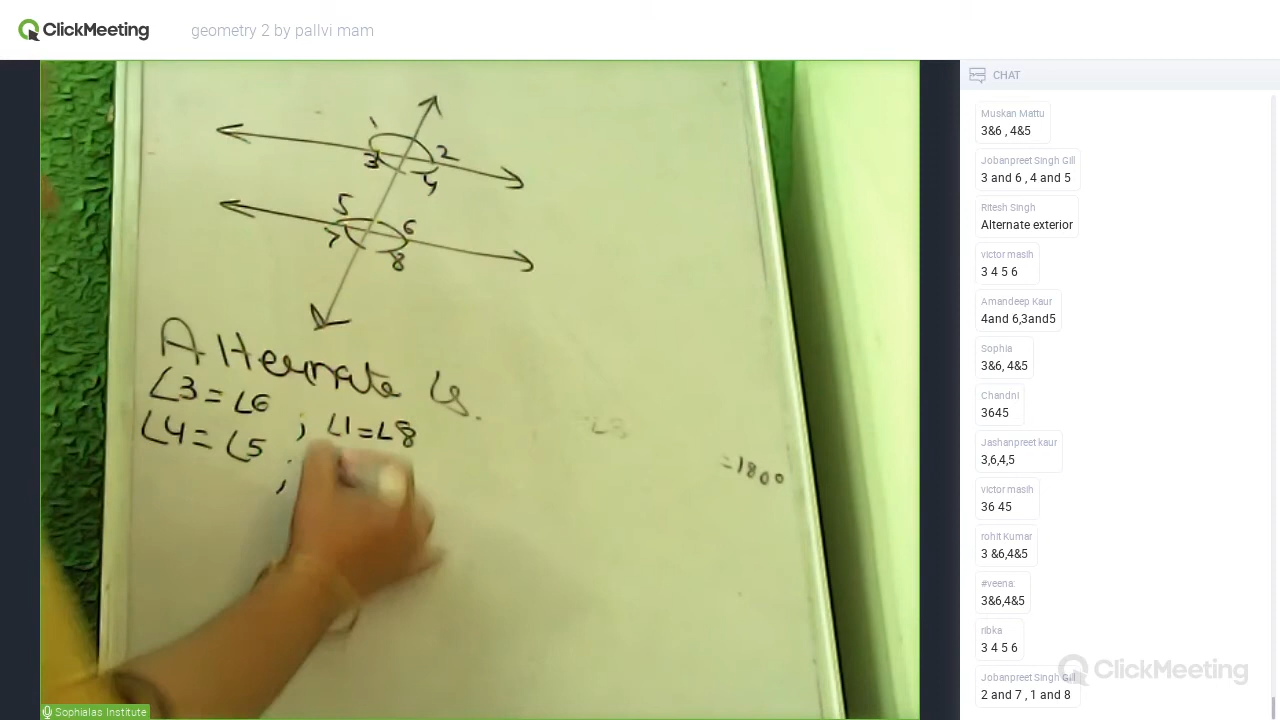 ClickMeeting
geometry 2 by pallvi mam
1
2
3
4
5
6
7
8
Alternate ∠s.
∠3=∠6
∠4=∠5 ; ∠1=∠8
;
∠3
=180°
Sophialas Institute
CHAT
Muskan Mattu
3&6 , 4&5
Jobanpreet Singh Gill
3 and 6 , 4 and 5
Ritesh Singh
Alternate exterior
victor masih
3 4 5 6
Amandeep Kaur
4and 6,3and5
Sophia
3&6, 4&5
Chandni
3645
Jashanpreet kaur
3,6,4,5
victor masih
36 45
rohit Kumar
3 &6,4&5
#veena:
3&6,4&5
ribka
3 4 5 6
Jobanpreet Singh Gill
2 and 7 , 1 and 8
ClickMeeting